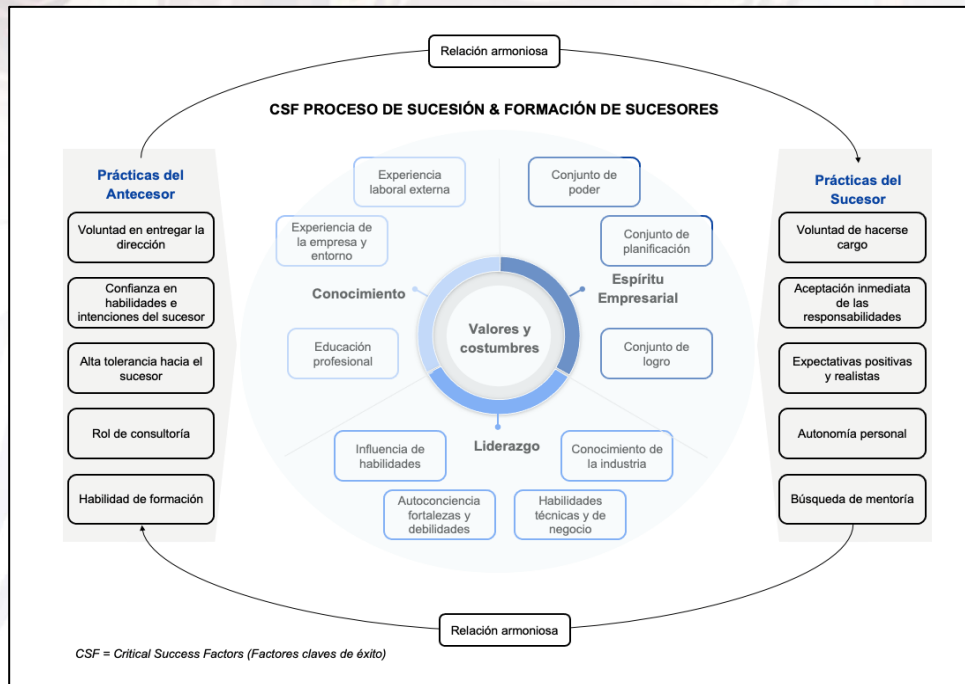 Relación armoniosa
CSF PROCESO DE SUCESIÓN & FORMACIÓN DE SUCESORES
Prácticas del
Antecesor
Voluntad en entregar la
dirección
Confianza en
habilidades e
intenciones del sucesor
Alta tolerancia hacia el
sucesor
Rol de consultoría
Habilidad de formación
Experiencia
laboral externa
Experiencia de
la empresa y
entorno
Conocimiento
Educación
profesional
Conjunto de
poder
Conjunto de
planificación
Espíritu
Empresarial
Conjunto de
logro
Valores y
costumbres
Liderazgo
Influencia de
habilidades
Autoconciencia
fortalezas y
debilidades
Conocimiento de
la industria
Habilidades
técnicas y de
negocio
Prácticas del
Sucesor
Voluntad de hacerse
cargo
Aceptación inmediata
de las
responsabilidades
Expectativas positivas
y realistas
Autonomía personal
Búsqueda de mentoría
Relación armoniosa
CSF = Critical Success Factors (Factores claves de éxito)